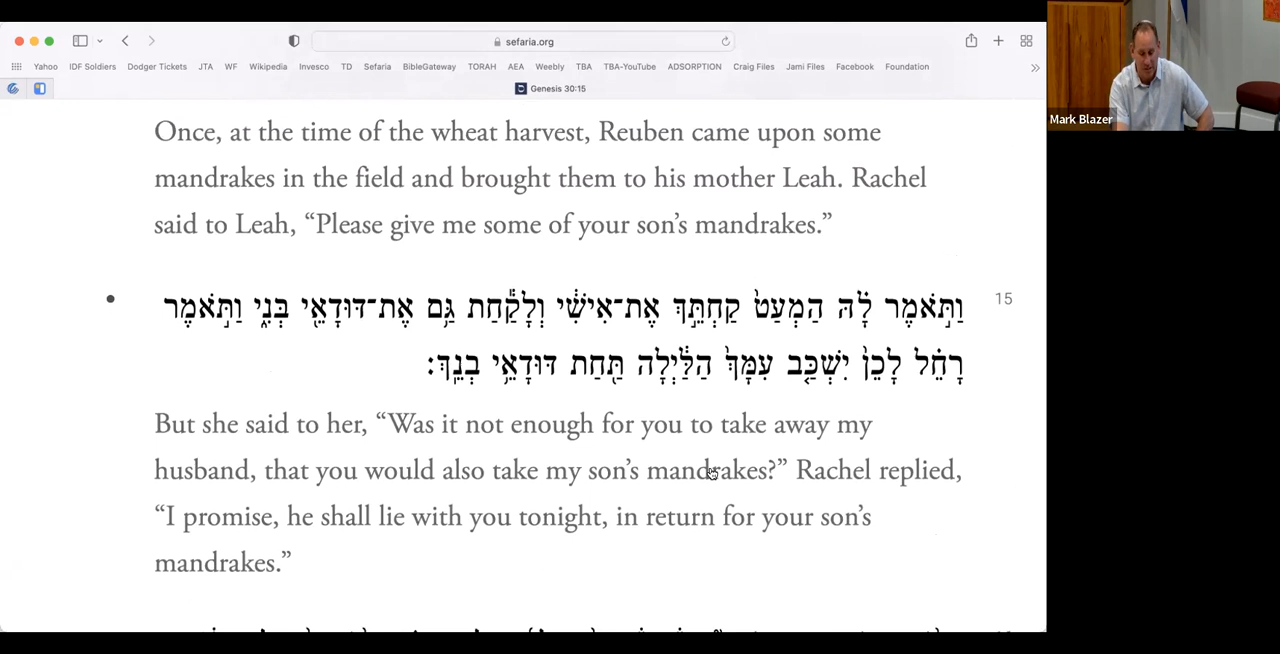 sefaria.org
Yahoo IDF Soldiers Dodger Tickets JTA WF Wikipedia Invesco TD Sefaria BibleGateway TORAH AEA Weebly TBA TBA-YouTube ADSORPTION Craig Files Jami Files Facebook Foundation
Genesis 30:15
Mark Blazer
Once, at the time of the wheat harvest, Reuben came upon some
mandrakes in the field and brought them to his mother Leah. Rachel
said to Leah, “Please give me some of your son’s mandrakes.”
15
וַתֹּ֣אמֶר לָ֗הּ הַמְעַט֙ קַחְתֵּ֣ךְ אֶת־אִישִׁ֔י וְלָקַ֕חַת גַּ֥ם אֶת־דּוּדָאֵ֖י בְּנִ֑י וַתֹּ֣אמֶר
רָחֵ֗ל לָכֵן֙ יִשְׁכַּ֤ב עִמָּךְ֙ הַלַּ֔יְלָה תַּ֖חַת דּוּדָאֵ֥י בְנֵֽךְ׃
But she said to her, “Was it not enough for you to take away my
husband, that you would also take my son’s mandrakes?” Rachel replied,
“I promise, he shall lie with you tonight, in return for your son’s
mandrakes.”